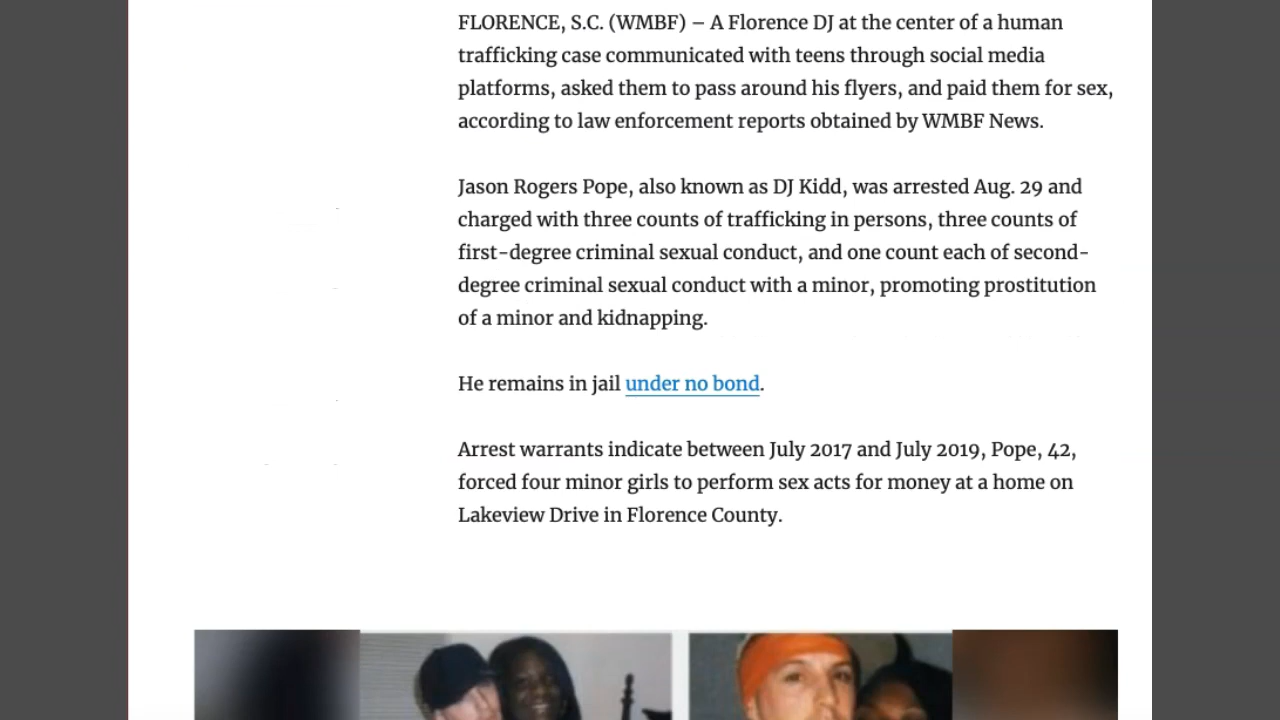 FLORENCE, S.C. (WMBF) – A Florence DJ at the center of a human
trafficking case communicated with teens through social media
platforms, asked them to pass around his flyers, and paid them for sex,
according to law enforcement reports obtained by WMBF News.
Jason Rogers Pope, also known as DJ Kidd, was arrested Aug. 29 and
charged with three counts of trafficking in persons, three counts of
first-degree criminal sexual conduct, and one count each of second-
degree criminal sexual conduct with a minor, promoting prostitution
of a minor and kidnapping.
He remains in jail under no bond.
Arrest warrants indicate between July 2017 and July 2019, Pope, 42,
forced four minor girls to perform sex acts for money at a home on
Lakeview Drive in Florence County.